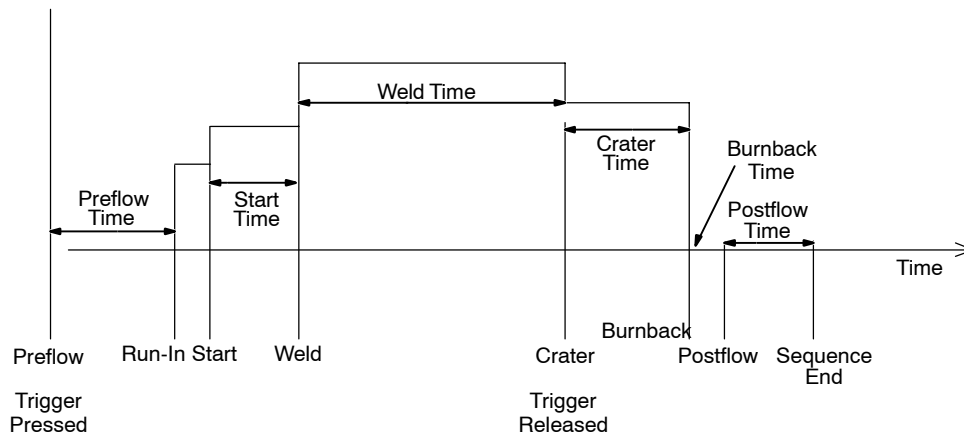 Weld Time
Crater
Time
Burnback
Time
Preflow
Time
Start
Time
Postflow
Time
Time
Burnback
Preflow
Run-In
Start
Weld
Crater
Postflow
Sequence
End
Trigger
Pressed
Trigger
Released